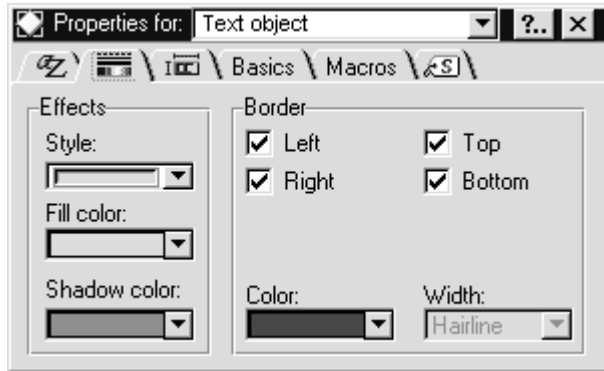 Properties for: Text object ?..
az Basics Macros S
Effects Border
Style: Left Top
Right Bottom
Fill color:
Shadow color: Color: Width:
Hairline